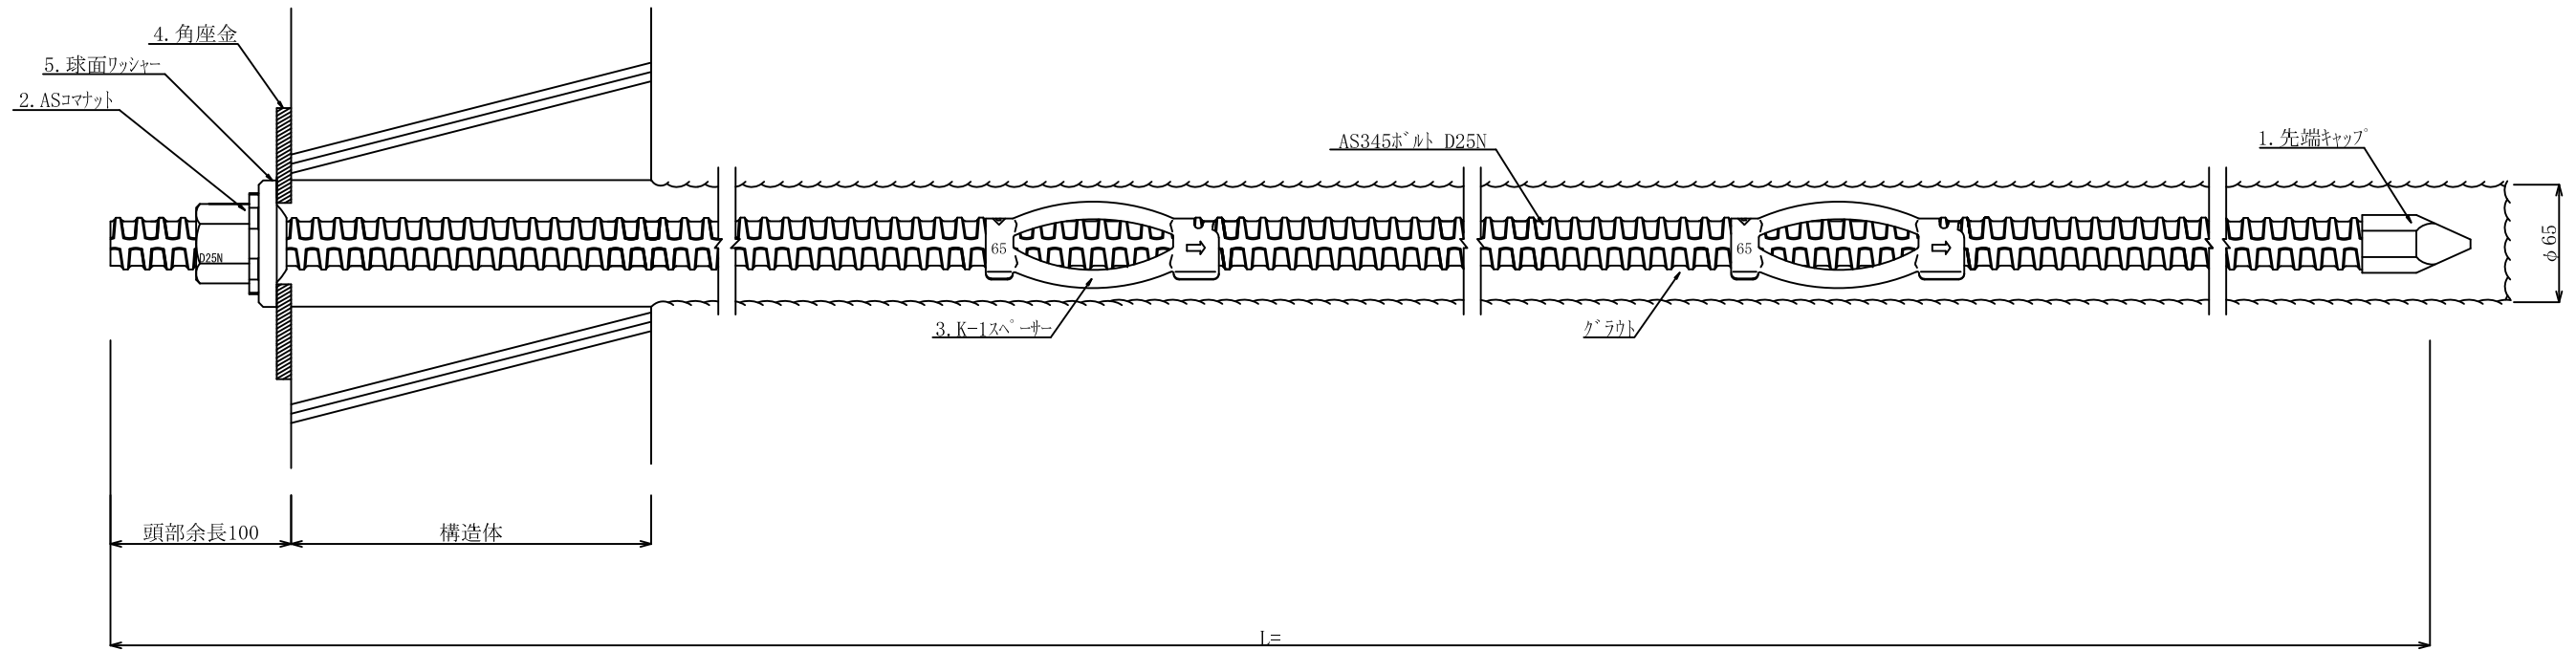 4. 角座金
5. 球面ﾜｯｼｬｰ
2. ASｺﾏﾅｯﾄ
AS345ﾎﾞﾙﾄ D25N
1. 先端ｷｬｯﾌﾟ
D25N
65
65
φ65
3. K-1ｽﾍﾟｰｻｰ
ｸﾞﾗｳﾄ
頭部余長100
構造体
L=